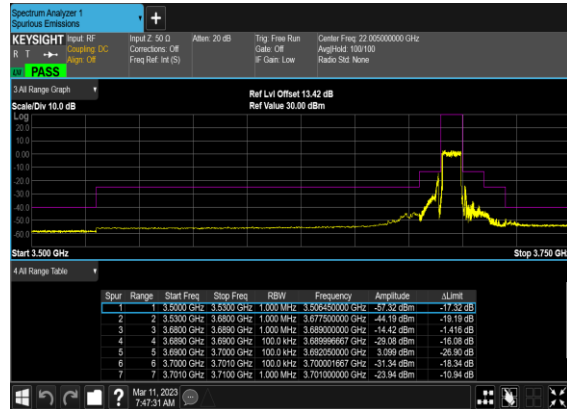 Spectrum Analyzer 1
Spurious Emissions
KEYSIGHT Input: RF Input Z: 50 Ω Atten: 20 dB Trig: Free Run Center Freq: 22.005000000 GHz
R T Coupling: DC Corrections: Off Gate: Off Avg|Hold: 100/100
Align: Off Freq Ref: Int (S) IF Gain: Low Radio Std: None
PASS
3 All Range Graph
Ref Lvl Offset 13.42 dB
Scale/Div 10.0 dB Ref Value 30.00 dBm
Log
20.0
10.0
0.00
-10.0
-20.0
-30.0
-40.0
-50.0
-60.0
Start 3.500 GHz Stop 3.750 GHz
4 All Range Table
Spur Range Start Freq Stop Freq RBW Frequency Amplitude ΔLimit
1 1 3.5000 GHz 3.5300 GHz 1.000 MHz 3.506450000 GHz -57.32 dBm -17.32 dB
2 2 3.5300 GHz 3.6800 GHz 1.000 MHz 3.677500000 GHz -44.19 dBm -19.19 dB
3 3 3.6800 GHz 3.6890 GHz 1.000 MHz 3.689000000 GHz -14.42 dBm -1.416 dB
4 4 3.6890 GHz 3.6900 GHz 100.0 kHz 3.689996667 GHz -29.08 dBm -16.08 dB
5 5 3.6900 GHz 3.7000 GHz 100.0 kHz 3.692050000 GHz 3.099 dBm -26.90 dB
6 6 3.7000 GHz 3.7010 GHz 100.0 kHz 3.700001667 GHz -31.34 dBm -18.34 dB
7 7 3.7010 GHz 3.7100 GHz 1.000 MHz 3.701000000 GHz -23.94 dBm -10.94 dB
Mar 11, 2023
7:47:31 AM